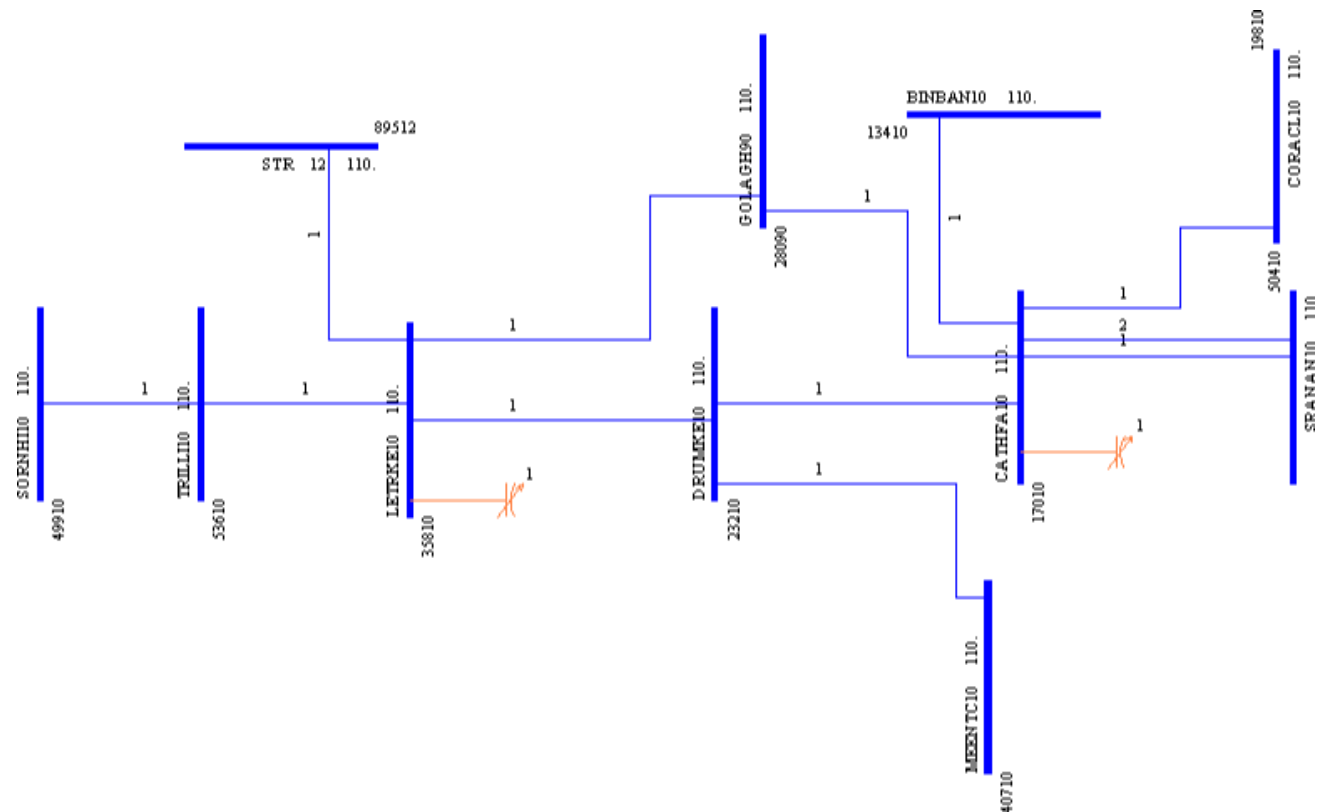 19810
CORACL10 110.
50410
BINBAN10 110.
13410
1
GOLAGH90 110.
28090
1
89512
STR 12 110.
1
SORNHI10 110.
49910
1
TRILLI10 110.
53610
1
LETRKE10 110.
35810
1
1
1
DRUMKE10 110.
23210
1
1
CATHFA10 110.
17010
1
1
2
1
SRANAN10 110
MEENTC10 110.
40710